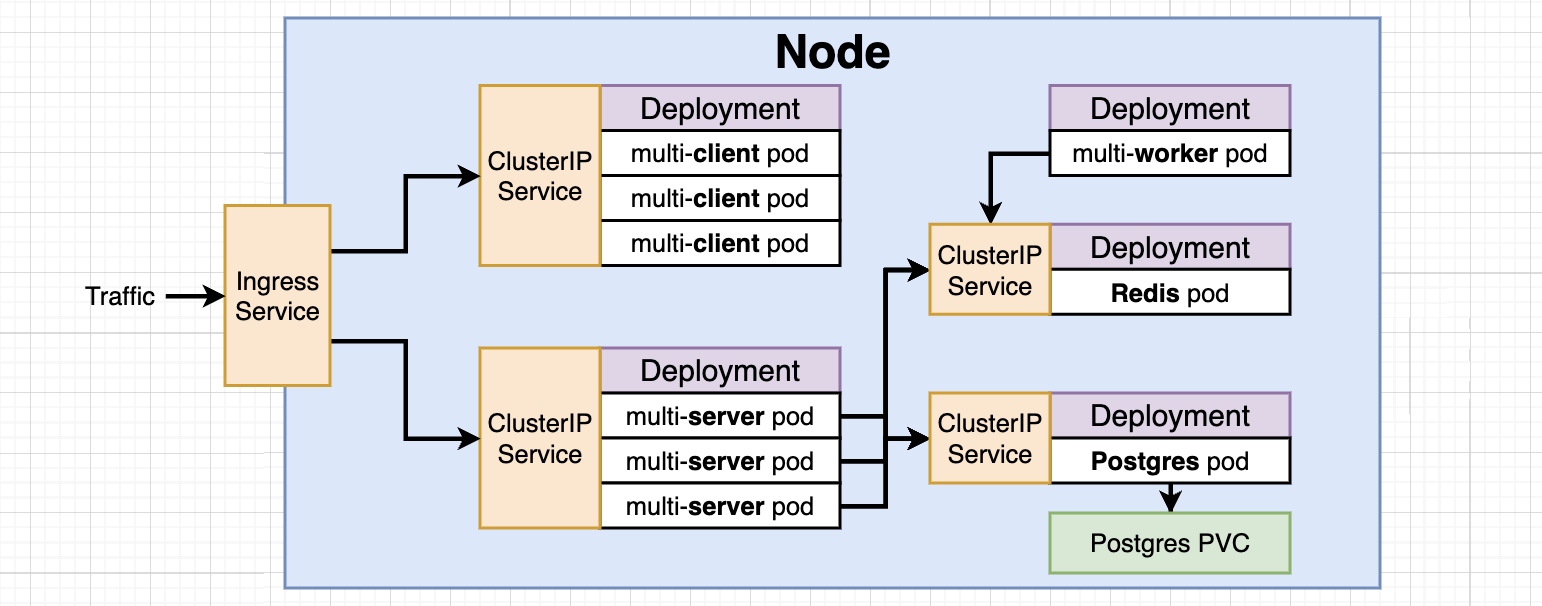 Node
Traffic
Ingress
Service
ClusterIP
Service
Deployment
multi-client pod
multi-client pod
multi-client pod
ClusterIP
Service
Deployment
multi-server pod
multi-server pod
multi-server pod
Deployment
multi-worker pod
ClusterIP
Service
Deployment
Redis pod
ClusterIP
Service
Deployment
Postgres pod
Postgres PVC